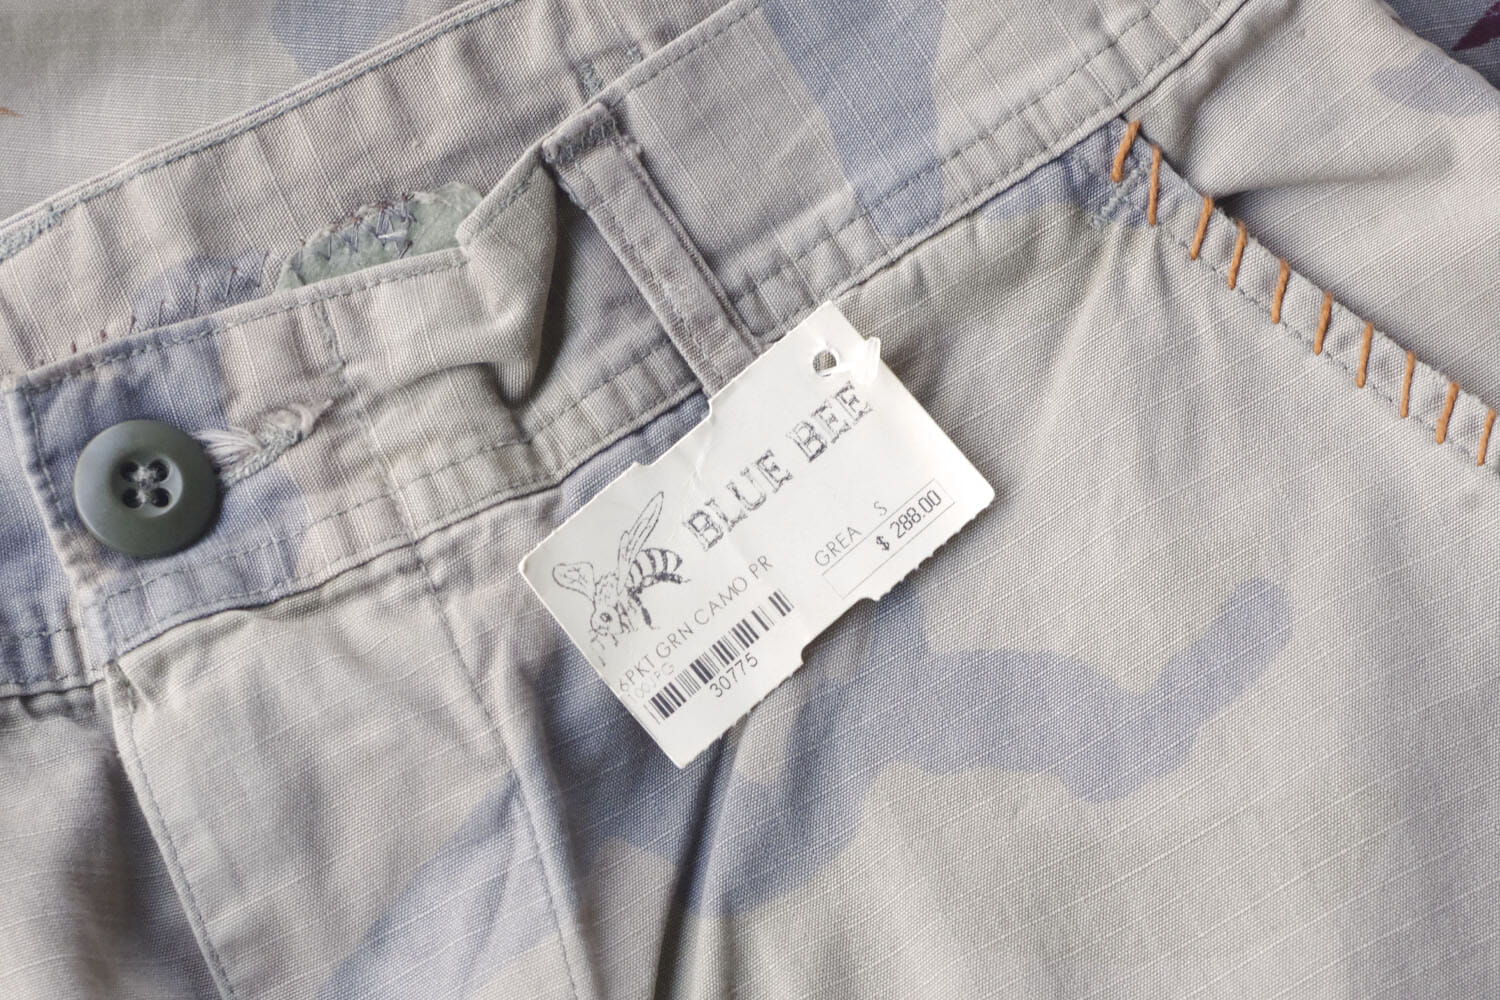 BLUE BEE
GREA S
$ 288.00
6PKT GRN CAMO PR
30775